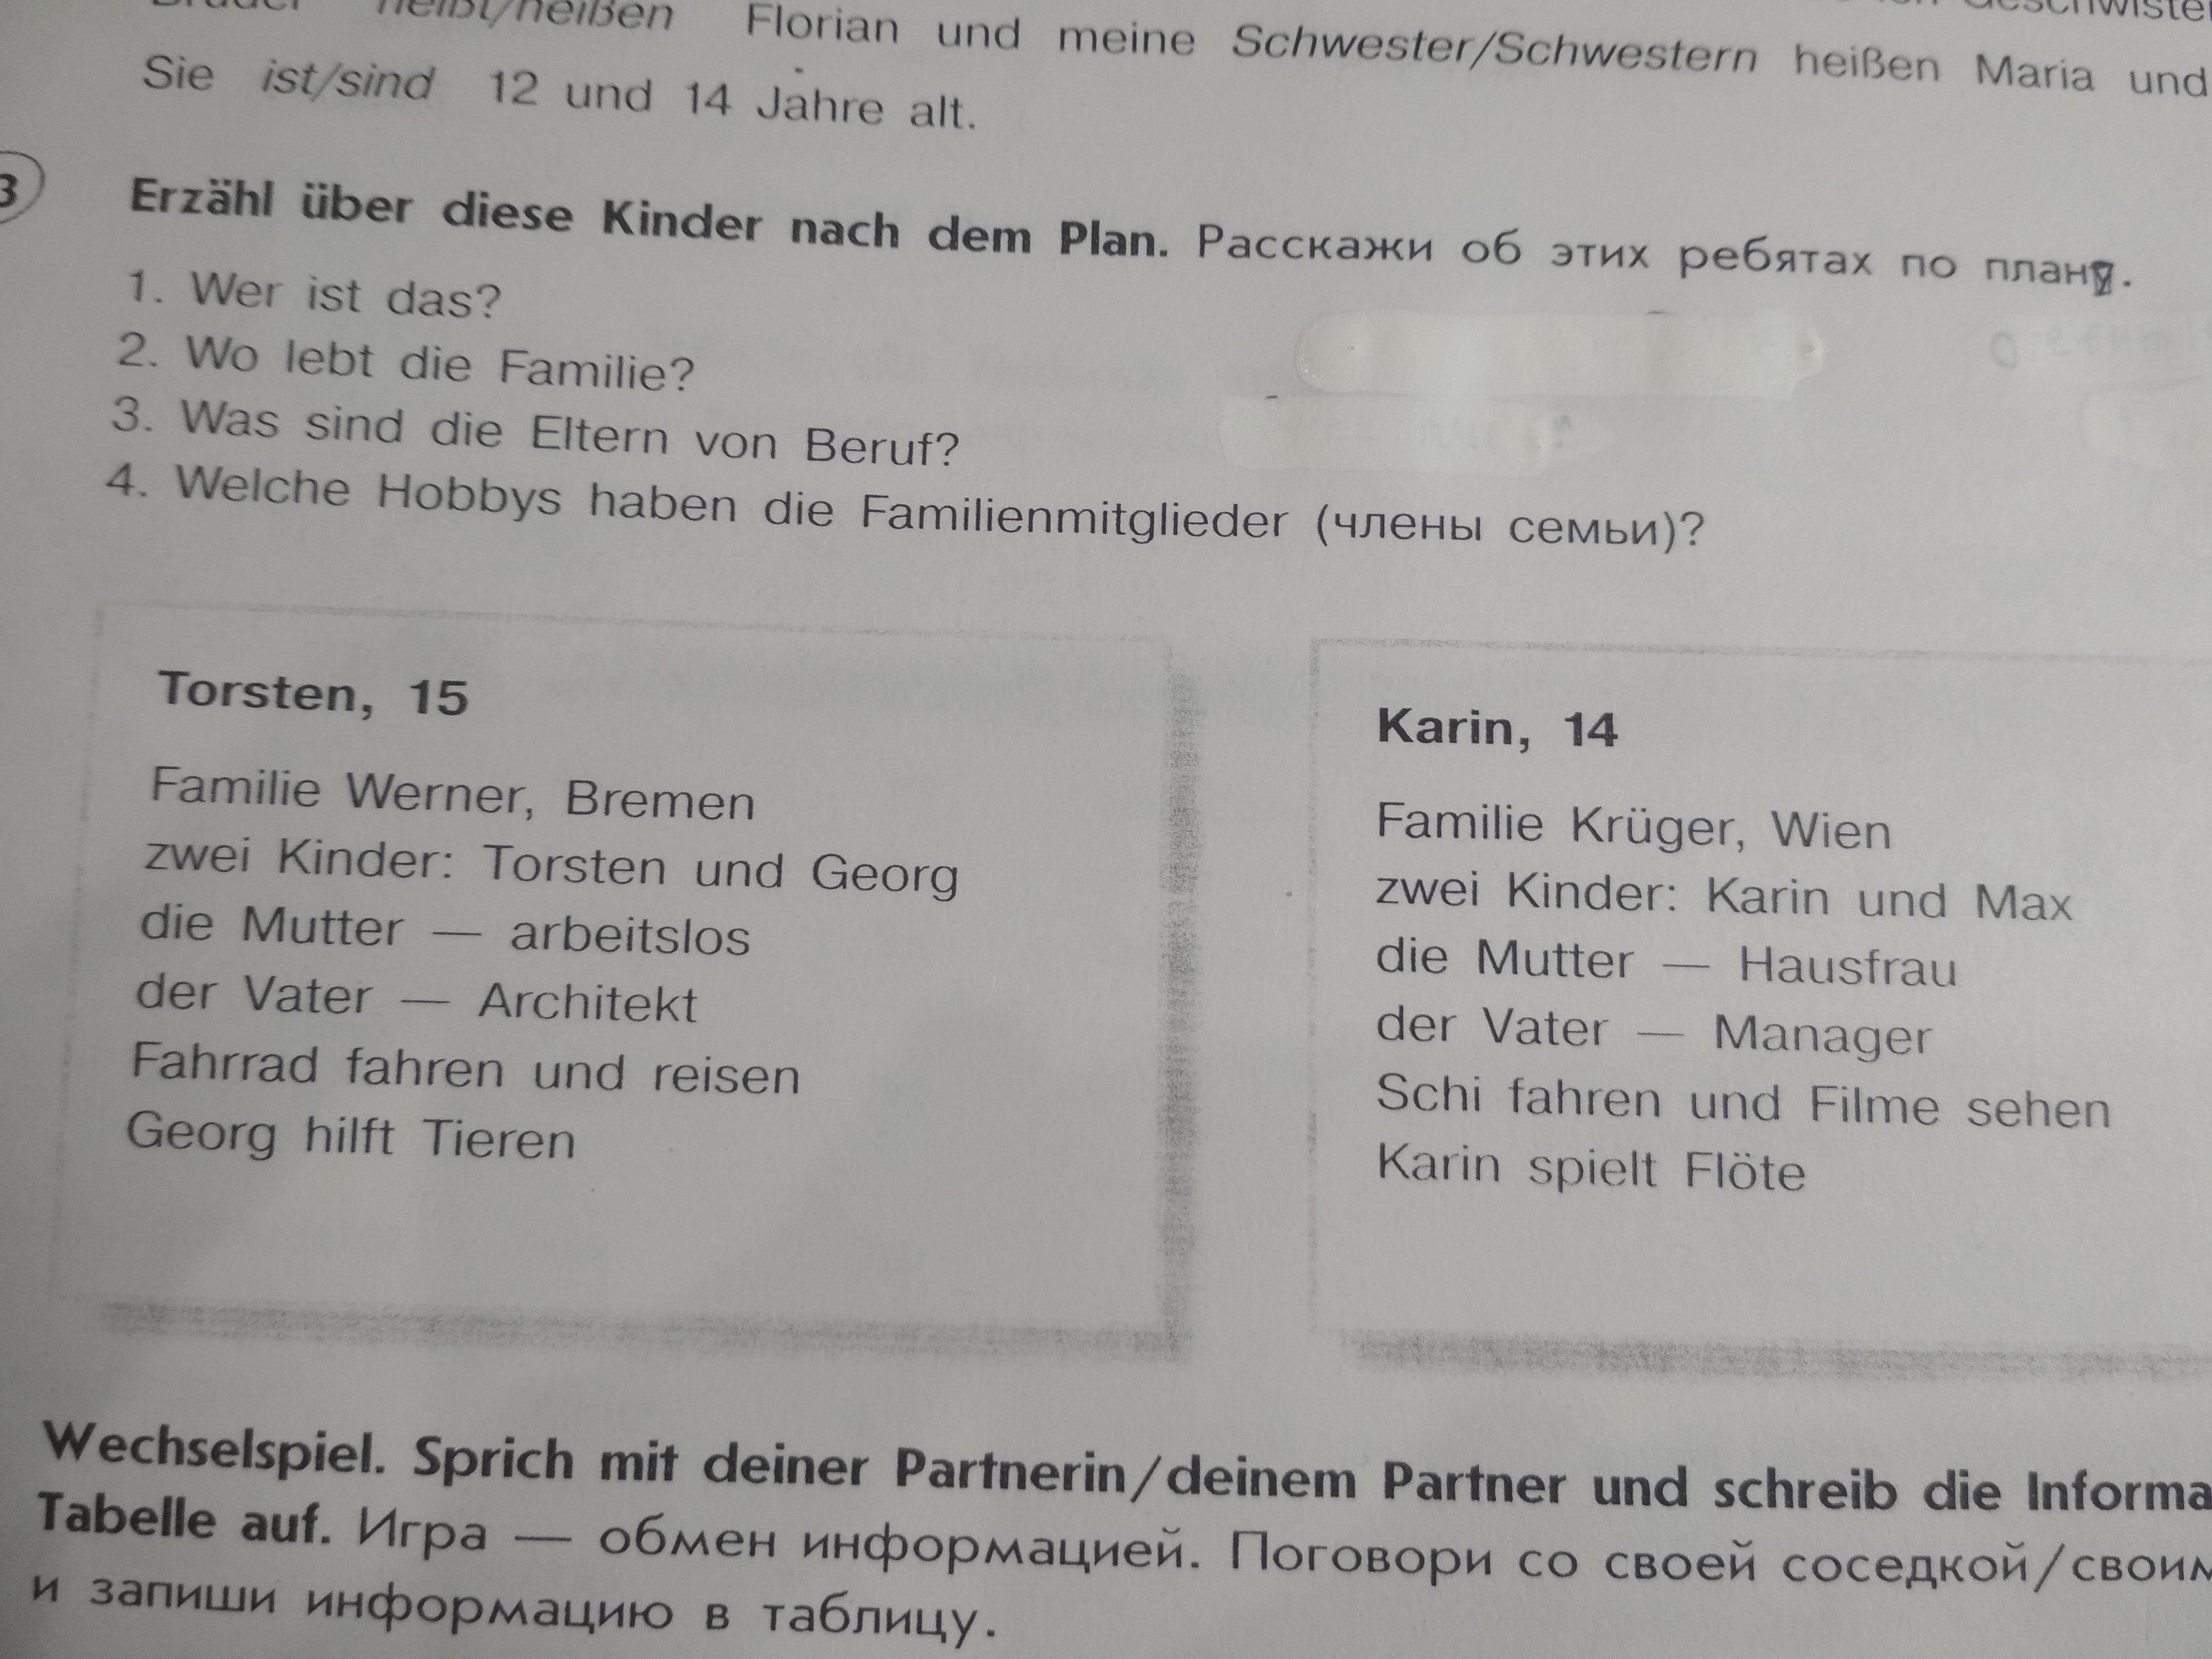 Bruder heißt/heißen Florian und meine Schwester/Schwestern heißen Maria und
Sie ist/sind 12 und 14 Jahre alt.
3 Erzähl über diese Kinder nach dem Plan. Расскажи об этих ребятах по плану.
1. Wer ist das?
2. Wo lebt die Familie?
3. Was sind die Eltern von Beruf?
4. Welche Hobbys haben die Familienmitglieder (члены семьи)?
Torsten, 15
Familie Werner, Bremen
zwei Kinder: Torsten und Georg
die Mutter — arbeitslos
der Vater — Architekt
Fahrrad fahren und reisen
Georg hilft Tieren
Karin, 14
Familie Krüger, Wien
zwei Kinder: Karin und Max
die Mutter — Hausfrau
der Vater — Manager
Schi fahren und Filme sehen
Karin spielt Flöte
Wechselspiel. Sprich mit deiner Partnerin/deinem Partner und schreib die Informa
Tabelle auf. Игра — обмен информацией. Поговори со своей соседкой/своим
и запиши информацию в таблицу.